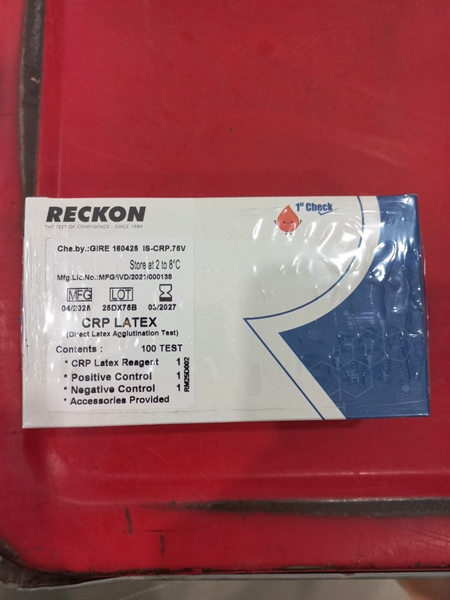 RECKON
THE TEST OF CONFIDENCE - SINCE 1989
1st Check
Che.by.:GIRE 160425 IS-CRP.75V
Store at 2 to 8°C
Mfg.Lic.No.:MFG/IVD/2021/000138
MFG LOT
04/2025 25DX75B 03/2027
CRP LATEX
(Direct Latex Agglutination Test)
Contents : 100 TEST
* CRP Latex Reagent 1
* Positive Control 1
* Negative Control 1
* Accessories Provided
RM25D002